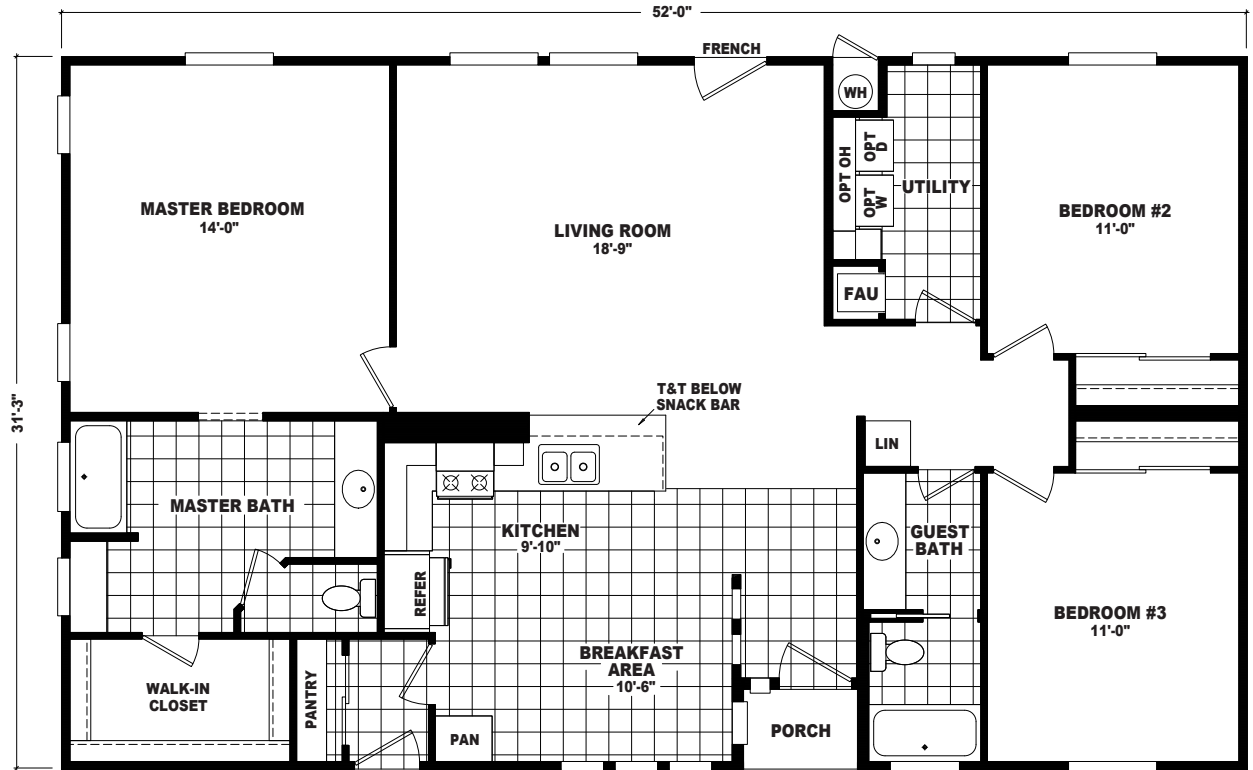 52'-0"
FRENCH
WH
OPT OH
OPT
D
OPT
W
UTILITY
FAU
MASTER BEDROOM
14'-0"
LIVING ROOM
18'-9"
BEDROOM #2
11'-0"
31'-3"
T&T BELOW
SNACK BAR
LIN
MASTER BATH
KITCHEN
9'-10"
GUEST
BATH
REFER
BEDROOM #3
11'-0"
BREAKFAST
AREA
10'-6"
WALK-IN
CLOSET
PANTRY
PAN
PORCH